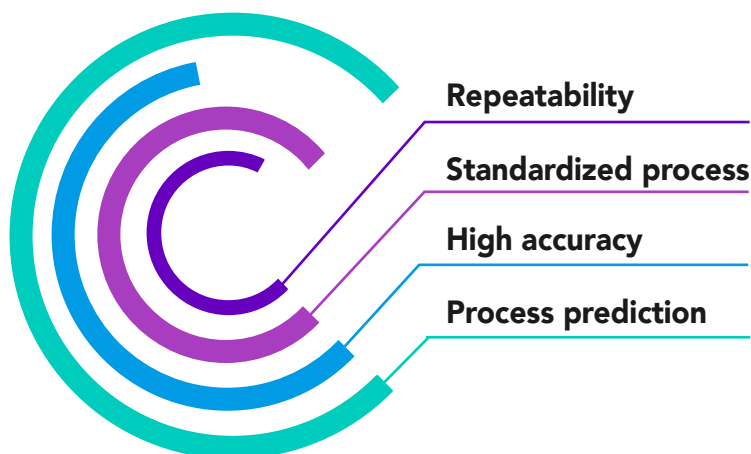 Repeatability
Standardized process
High accuracy
Process prediction